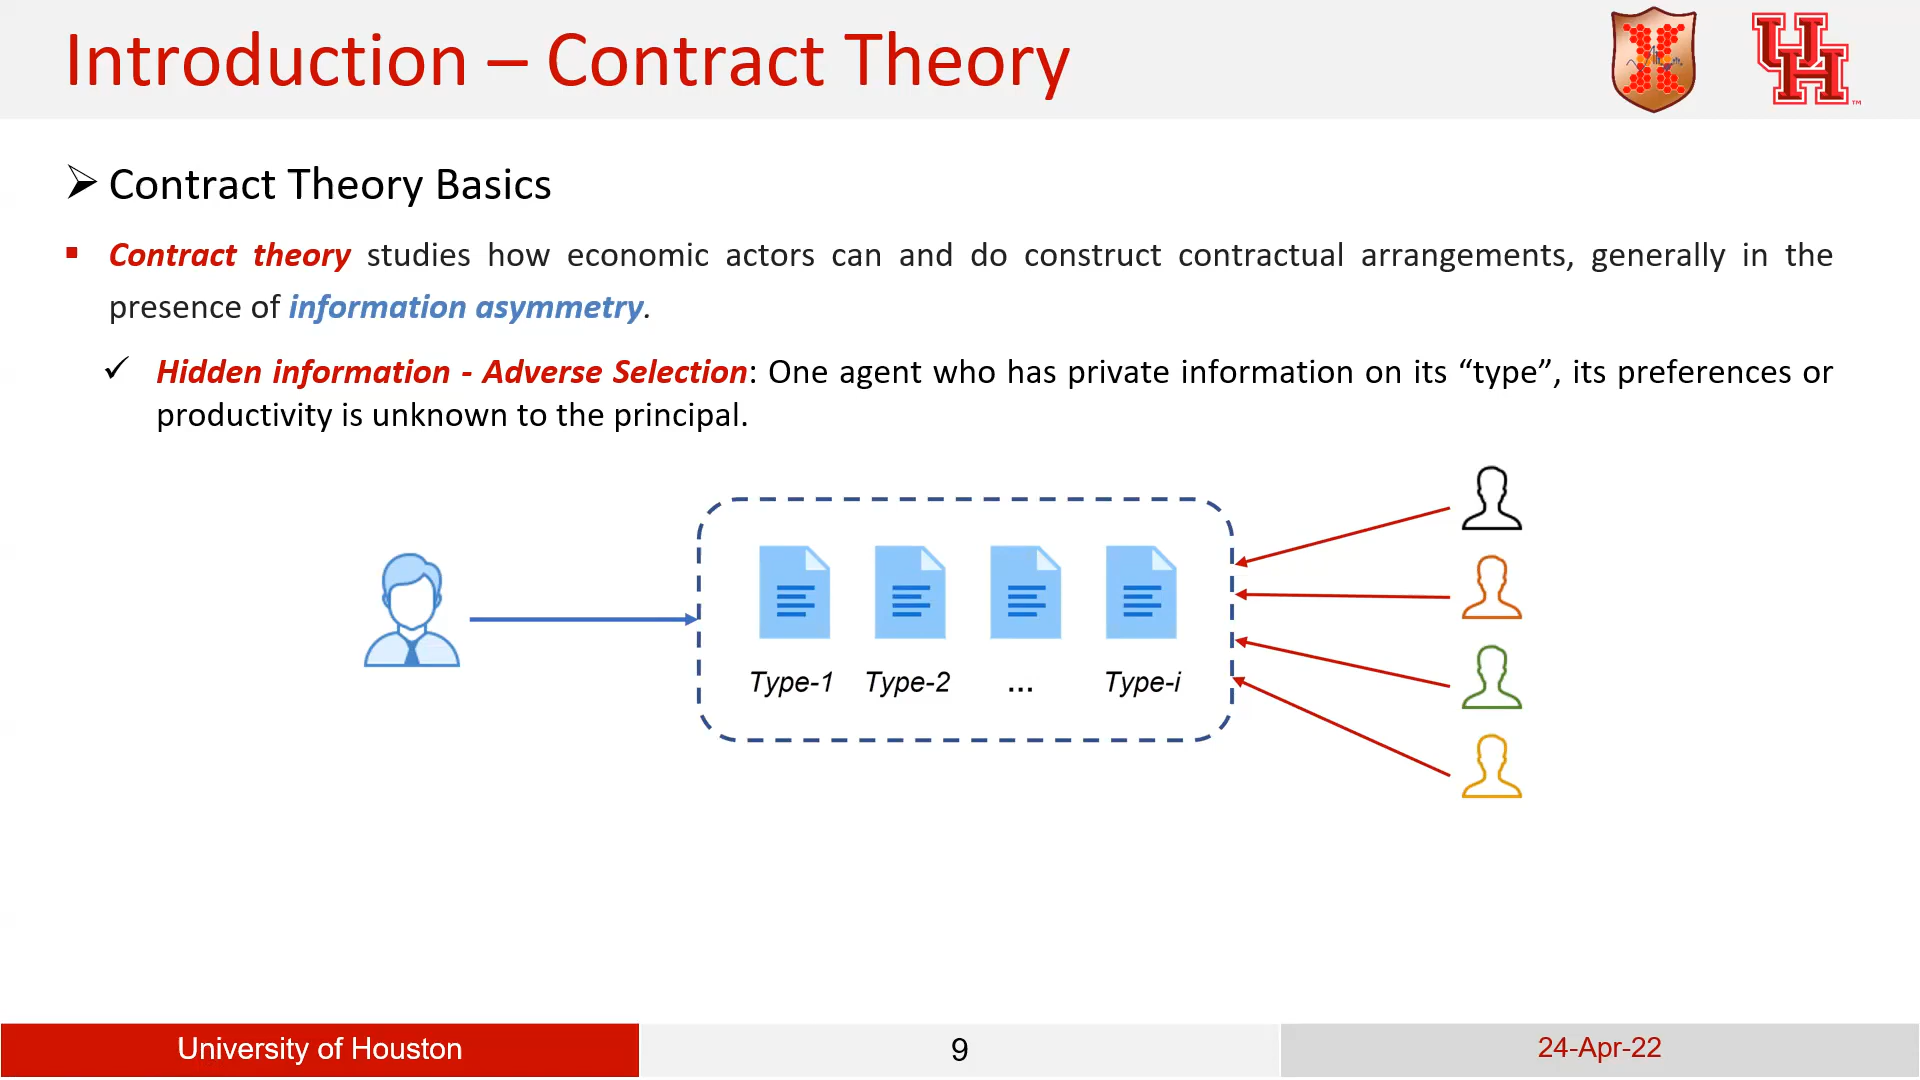 Introduction – Contract Theory
Contract Theory Basics
Contract theory studies how economic actors can and do construct contractual arrangements, generally in the
presence of information asymmetry.
Hidden information - Adverse Selection: One agent who has private information on its “type”, its preferences or
productivity is unknown to the principal.
Type-1 Type-2 ... Type-i
University of Houston
9
24-Apr-22